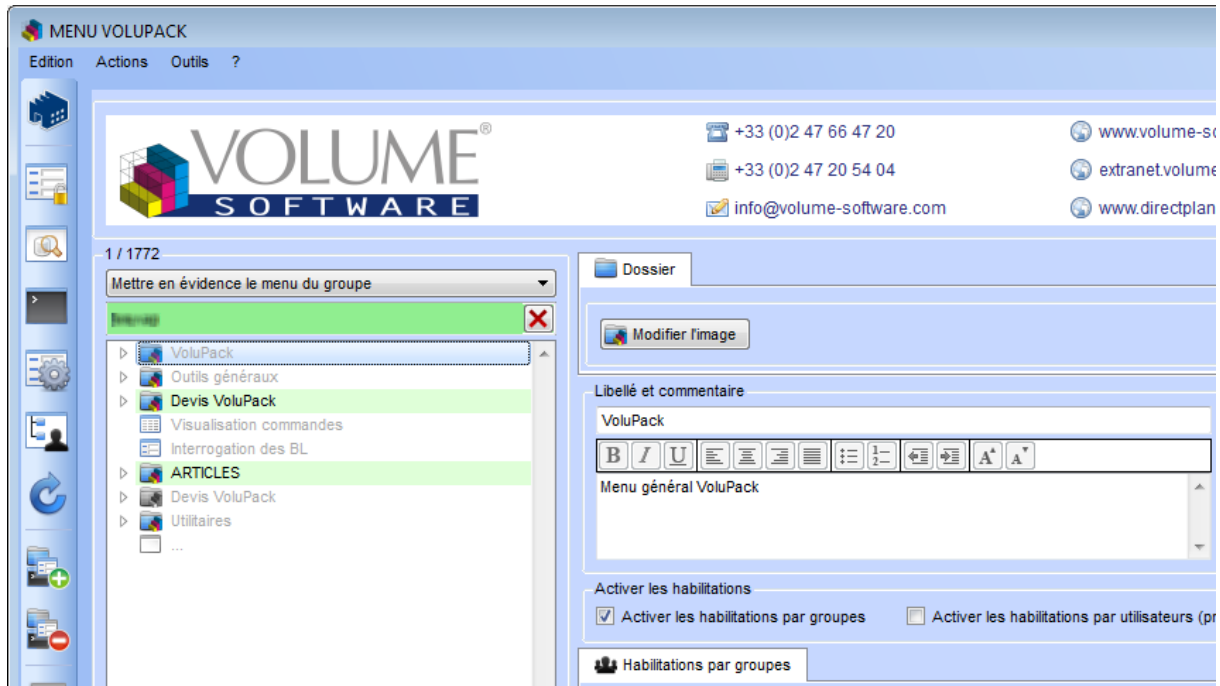 MENU VOLUPACK
Edition Actions Outils ?
VOLUME®
SOFTWARE
+33 (0)2 47 66 47 20
www.volume-so
+33 (0)2 47 20 54 04
extranet.volume
info@volume-software.com
www.directplan
1 / 1772
Mettre en évidence le menu du groupe
VoluPack
Outils généraux
Devis VoluPack
Visualisation commandes
Interrogation des BL
ARTICLES
Devis VoluPack
Utilitaires
...
Dossier
Modifier l'image
Libellé et commentaire
VoluPack
B I U
Menu général VoluPack
Activer les habilitations
Activer les habilitations par groupes Activer les habilitations par utilisateurs (pr
Habilitations par groupes